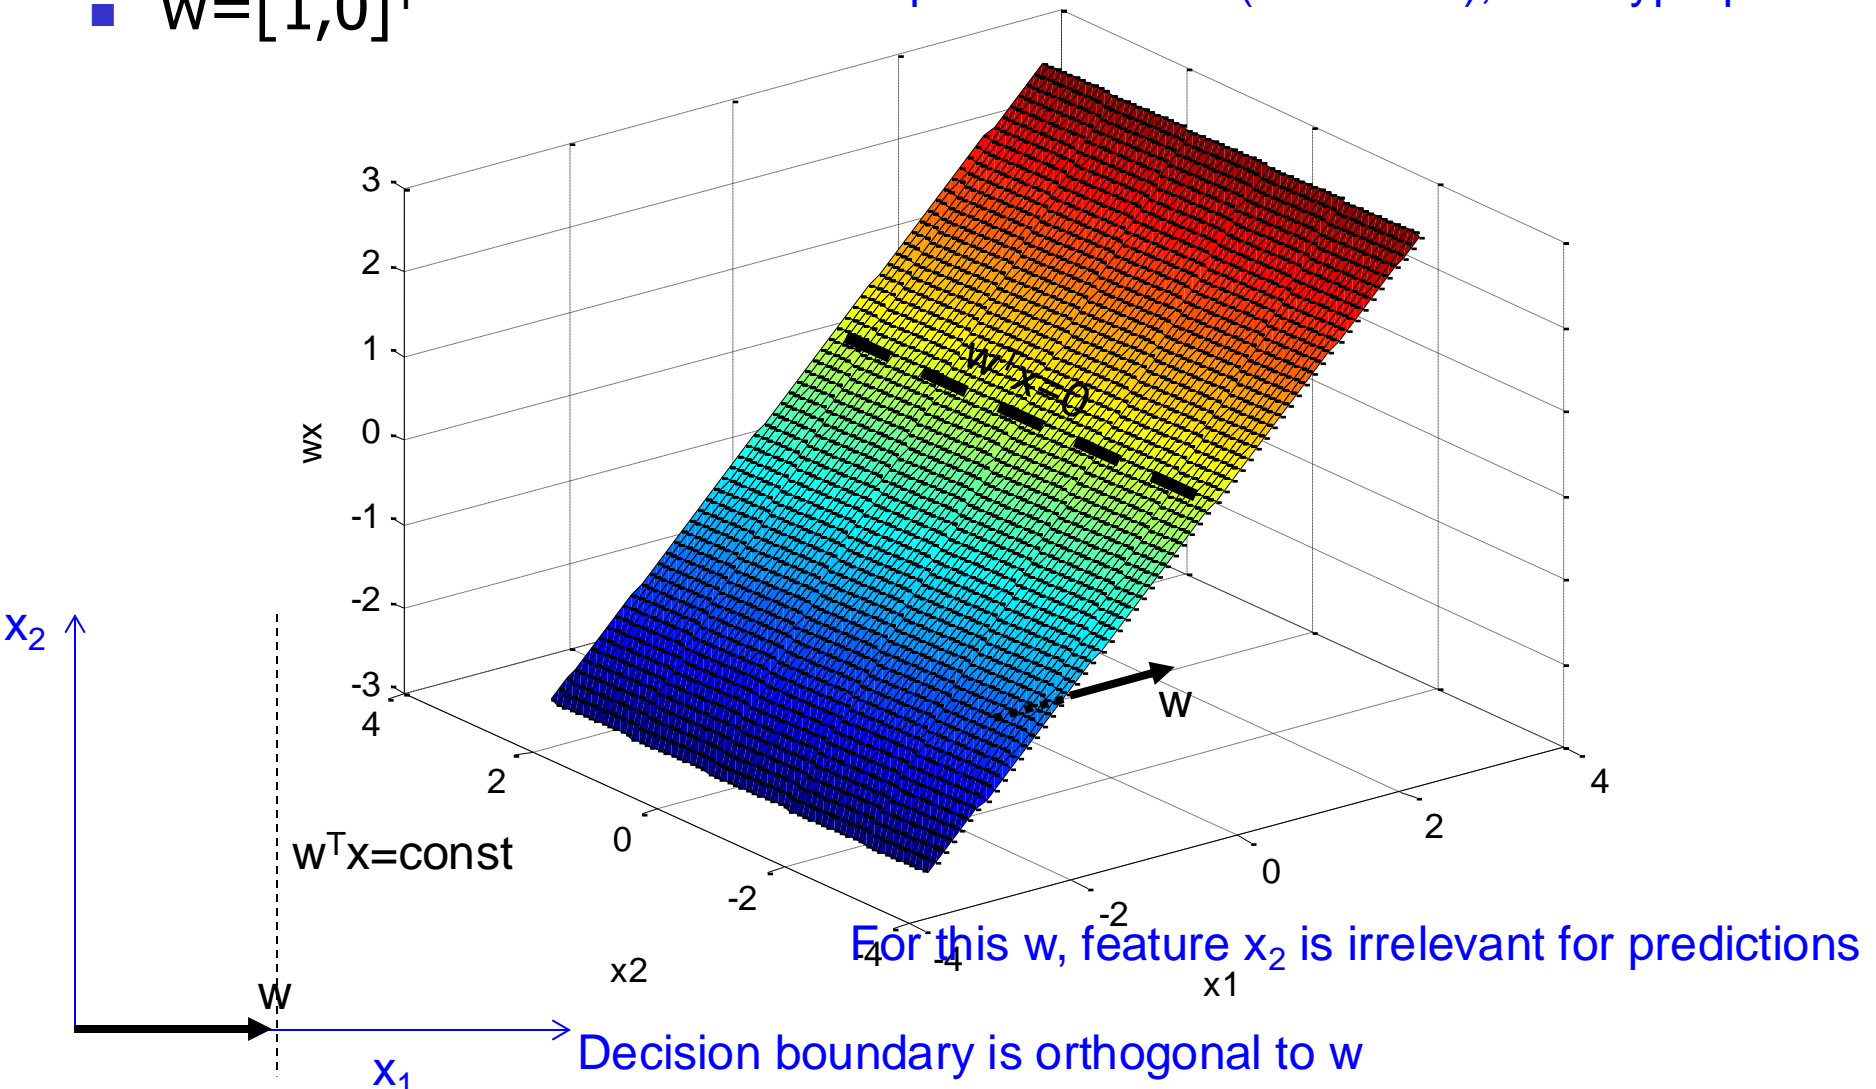 w=[1,0]ᵀ
3
2
1
0
-1
-2
-3
wx
wᵀx=0
w
4
2
0
-2
-4
x2
-4
-2
0
2
4
x1
x₂
wᵀx=const
w
x₁
For this w, feature x₂ is irrelevant for predictions
Decision boundary is orthogonal to w